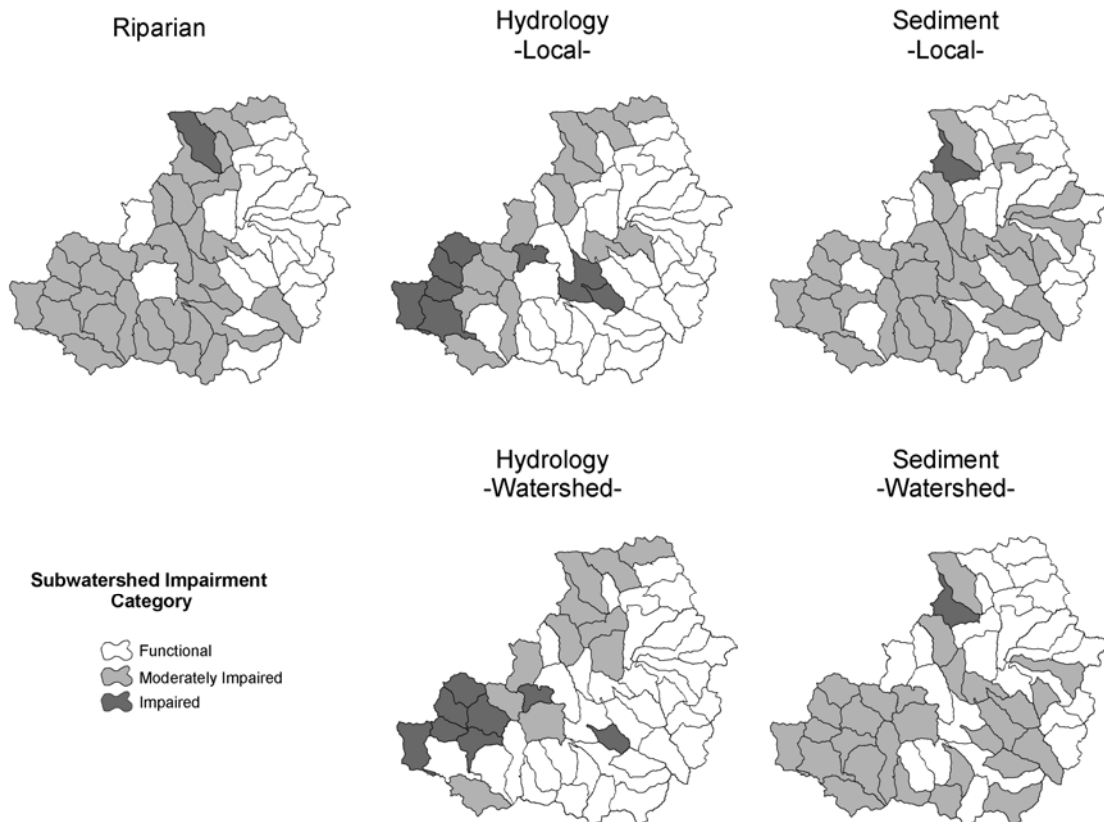 Riparian
Hydrology
-Local-
Sediment
-Local-
Hydrology
-Watershed-
Sediment
-Watershed-
Subwatershed Impairment
Category
Functional
Moderately Impaired
Impaired